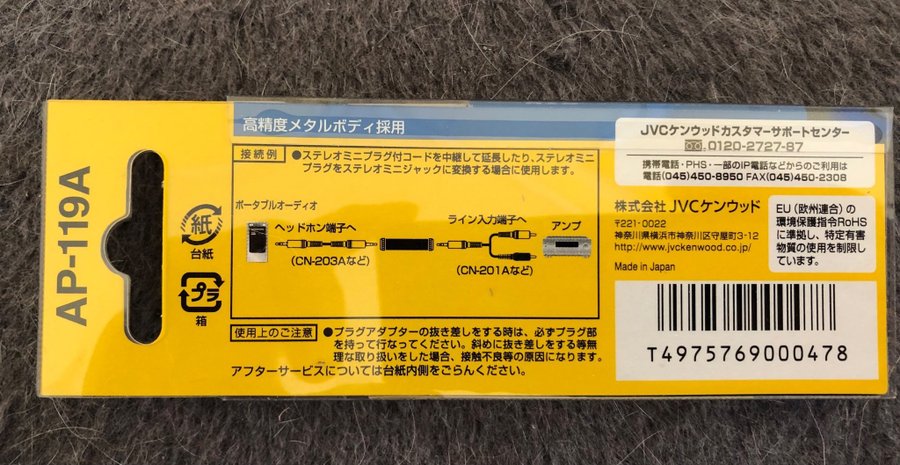 AP-119A
紙
台紙
プラ
箱
高精度メタルボディ採用
接続例
●ステレオミニプラグ付コードを中継して延長したり、ステレオミニ
プラグをステレオミニジャックに変換する場合に使用します。
ポータブルオーディオ
ヘッドホン端子へ
(CN-203Aなど)
ライン入力端子へ
(CN-201Aなど)
アンプ
使用上のご注意
●プラグアダプターの抜き差しをする時は、必ずプラグ部
を持って行なってください。斜めに抜き差しをする等無
理な取り扱いをした場合、接触不良等の原因になります。
アフターサービスについては台紙内側をごらんください。
JVCケンウッドカスタマーサポートセンター
0120-2727-87
携帯電話・PHS・一部のIP電話などからのご利用は
電話(045)450-8950 FAX(045)450-2308
株式会社 JVCケンウッド
〒221-0022
神奈川県横浜市神奈川区守屋町3-12
http://www.jvckenwood.co.jp/
Made in Japan
EU（欧州連合）の
環境保護指令RoHS
に準拠し、特定有害
物質の使用を制限し
ています。
T4975769000478